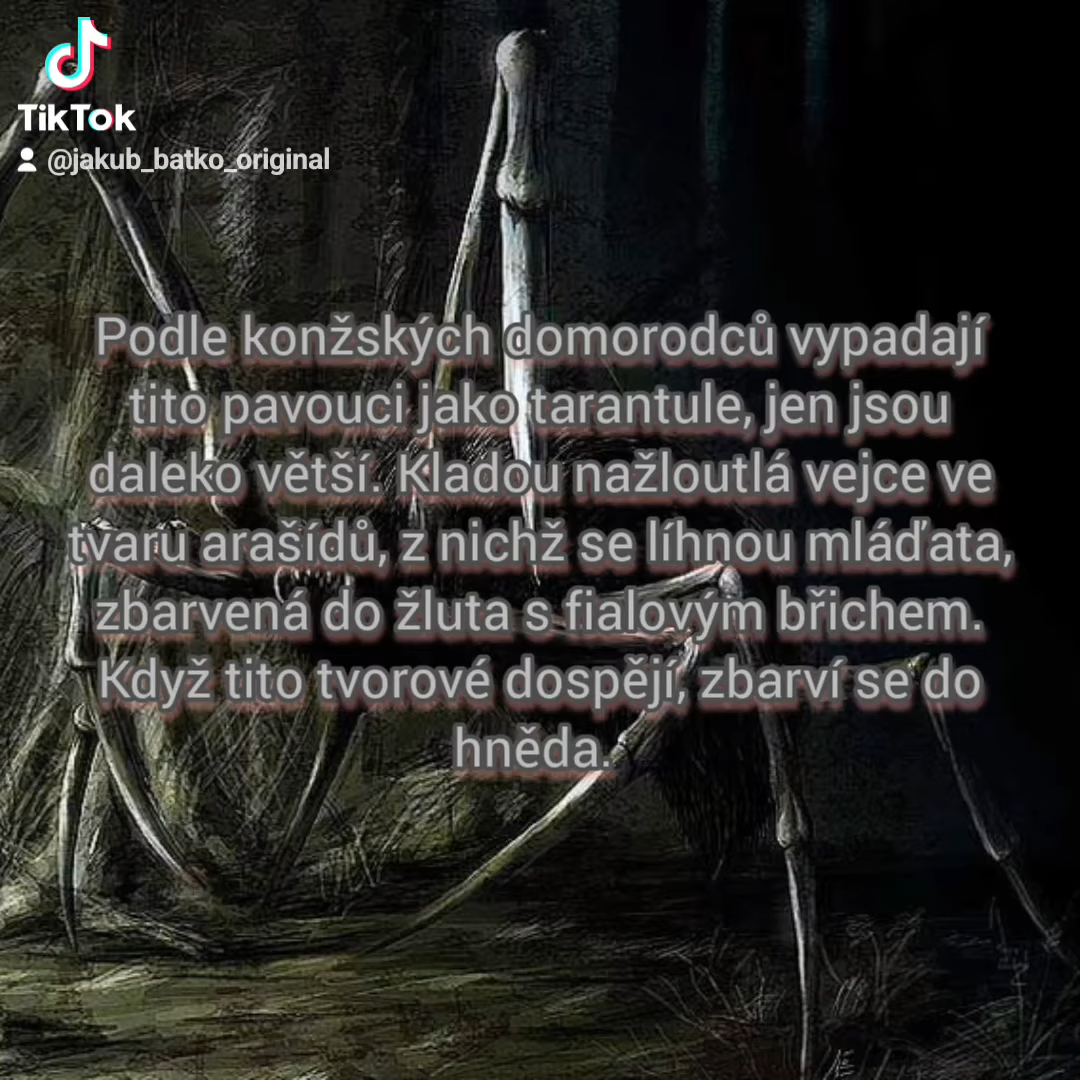 TikTok
@jakub_batko_original
Podle konžských domorodců vypadají
tito pavouci jako tarantule, jen jsou
daleko větší. Kladou nažloutlá vejce ve
tvaru arašídů, z nichž se líhnou mláďata,
zbarvená do žluta s fialovým břichem.
Když tito tvorové dospějí, zbarví se do
hněda.